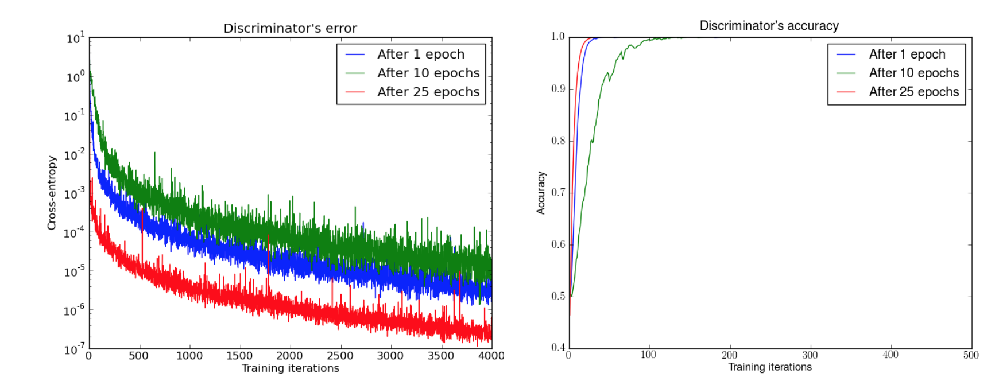 Discriminator's error
10^1
10^0
10^-1
10^-2
10^-3
10^-4
10^-5
10^-6
10^-7
Cross-entropy
After 1 epoch
After 10 epochs
After 25 epochs
0 500 1000 1500 2000 2500 3000 3500 4000
Training iterations
Discriminator’s accuracy
1.0
0.9
0.8
0.7
0.6
0.5
0.4
Accuracy
After 1 epoch
After 10 epochs
After 25 epochs
0 100 200 300 400 500
Training iterations